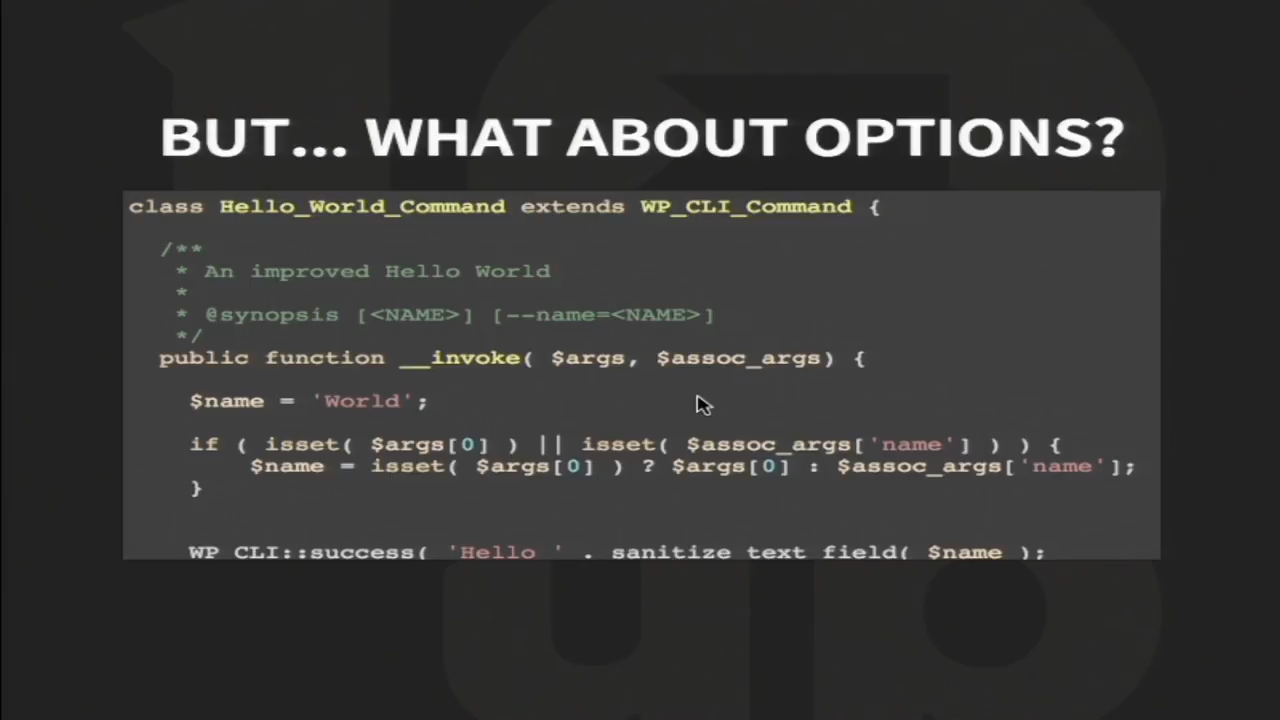 BUT... WHAT ABOUT OPTIONS?
class Hello_World_Command extends WP_CLI_Command {
/**
* An improved Hello World
*
* @synopsis [<NAME>] [--name=<NAME>]
*/
public function __invoke( $args, $assoc_args) {
$name = 'World';
if ( isset( $args[0] ) || isset( $assoc_args['name'] ) ) {
$name = isset( $args[0] ) ? $args[0] : $assoc_args['name'];
}
WP_CLI::success( 'Hello ' . sanitize_text_field( $name );